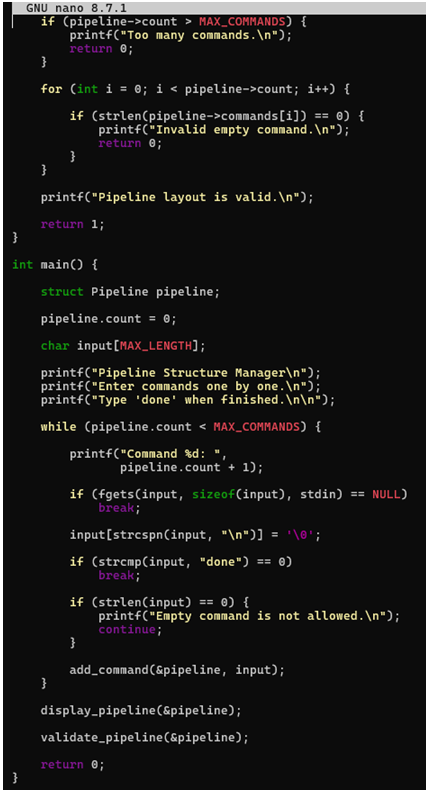 GNU nano 8.7.1
    if (pipeline->count > MAX_COMMANDS) {
        printf("Too many commands.\n");
        return 0;
    }

    for (int i = 0; i < pipeline->count; i++) {

        if (strlen(pipeline->commands[i]) == 0) {
            printf("Invalid empty command.\n");
            return 0;
        }
    }

    printf("Pipeline layout is valid.\n");

    return 1;
}

int main() {

    struct Pipeline pipeline;

    pipeline.count = 0;

    char input[MAX_LENGTH];

    printf("Pipeline Structure Manager\n");
    printf("Enter commands one by one.\n");
    printf("Type 'done' when finished.\n\n");

    while (pipeline.count < MAX_COMMANDS) {

        printf("Command %d: ",
               pipeline.count + 1);

        if (fgets(input, sizeof(input), stdin) == NULL)
            break;

        input[strcspn(input, "\n")] = '\0';

        if (strcmp(input, "done") == 0)
            break;

        if (strlen(input) == 0) {
            printf("Empty command is not allowed.\n");
            continue;
        }

        add_command(&pipeline, input);
    }

    display_pipeline(&pipeline);

    validate_pipeline(&pipeline);

    return 0;
}